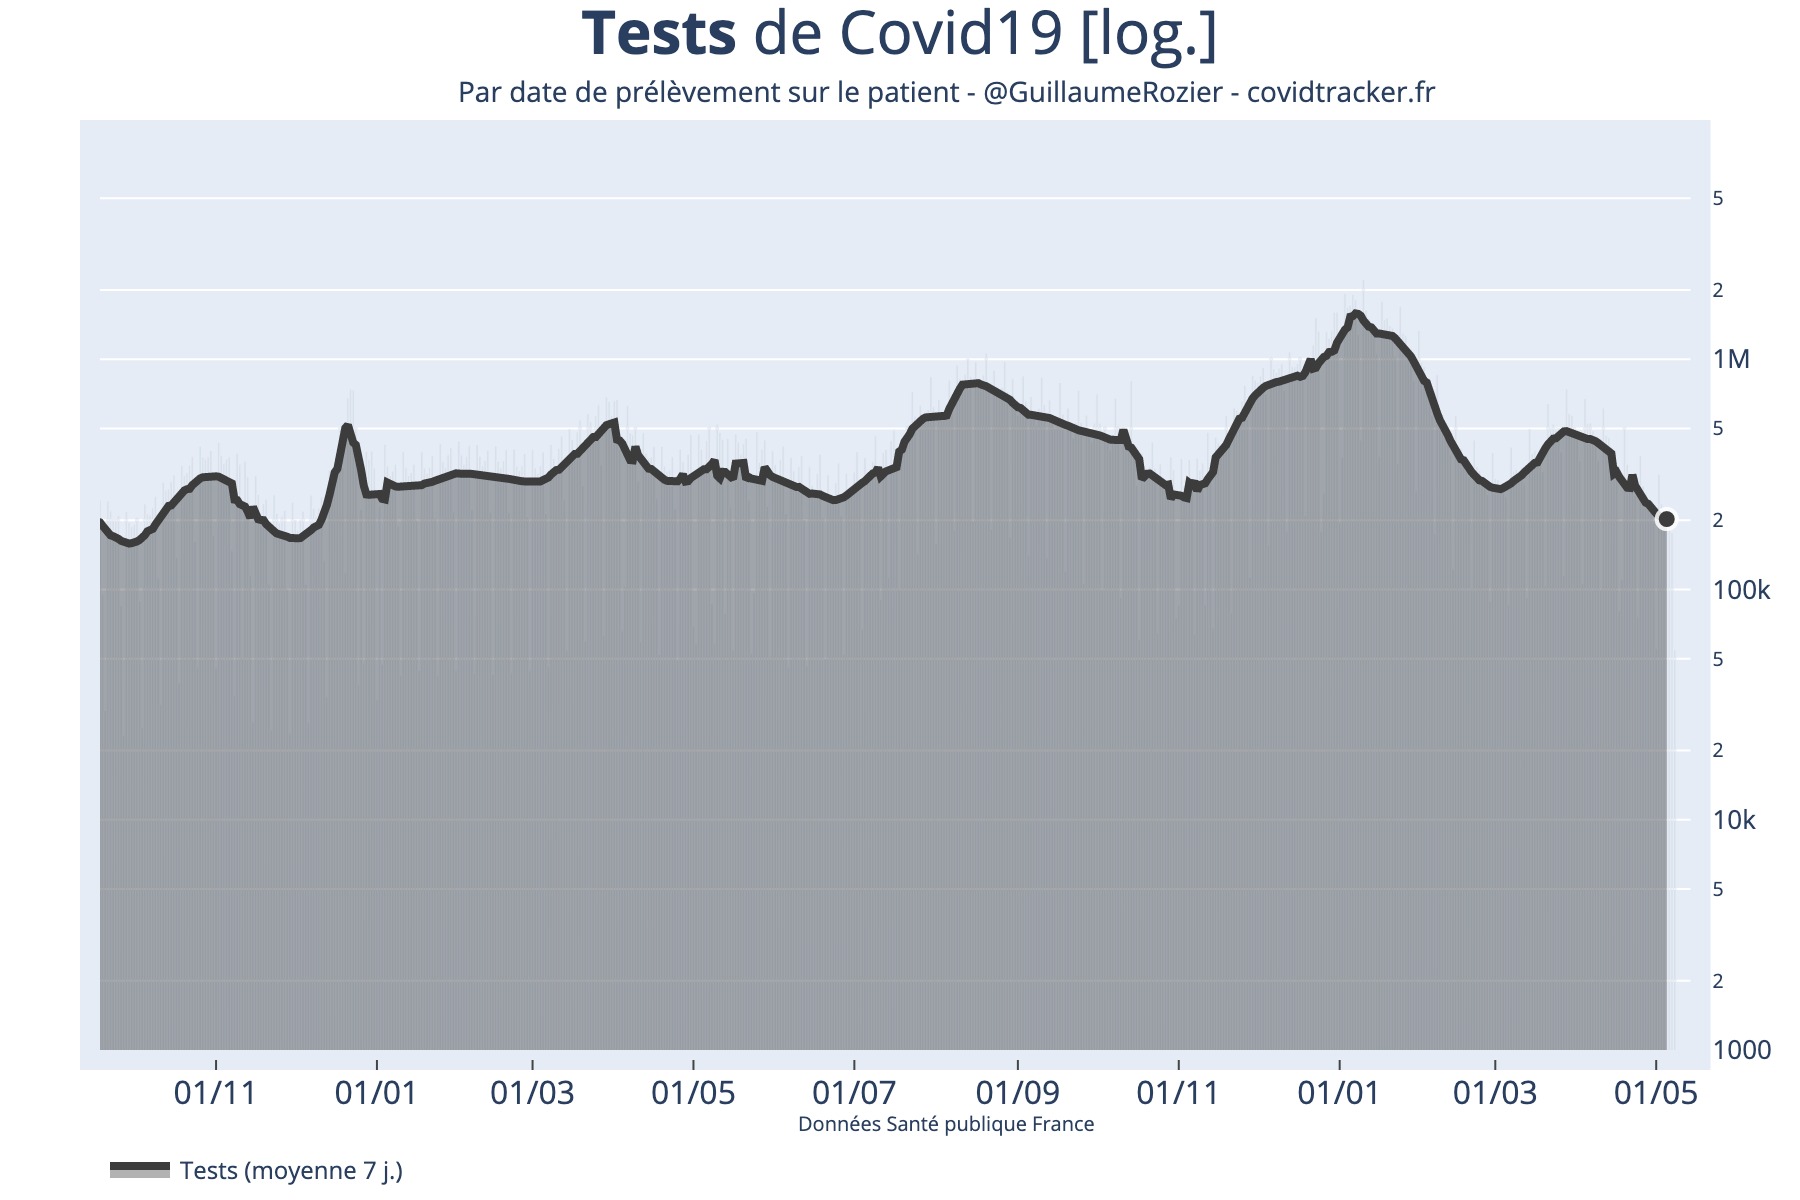 Tests de Covid19 [log.]
Par date de prélèvement sur le patient - @GuillaumeRozier - covidtracker.fr
5
2
1M
5
2
100k
5
2
10k
5
2
1000
01/11 01/01 01/03 01/05 01/07 01/09 01/11 01/01 01/03 01/05
Données Santé publique France
Tests (moyenne 7 j.)